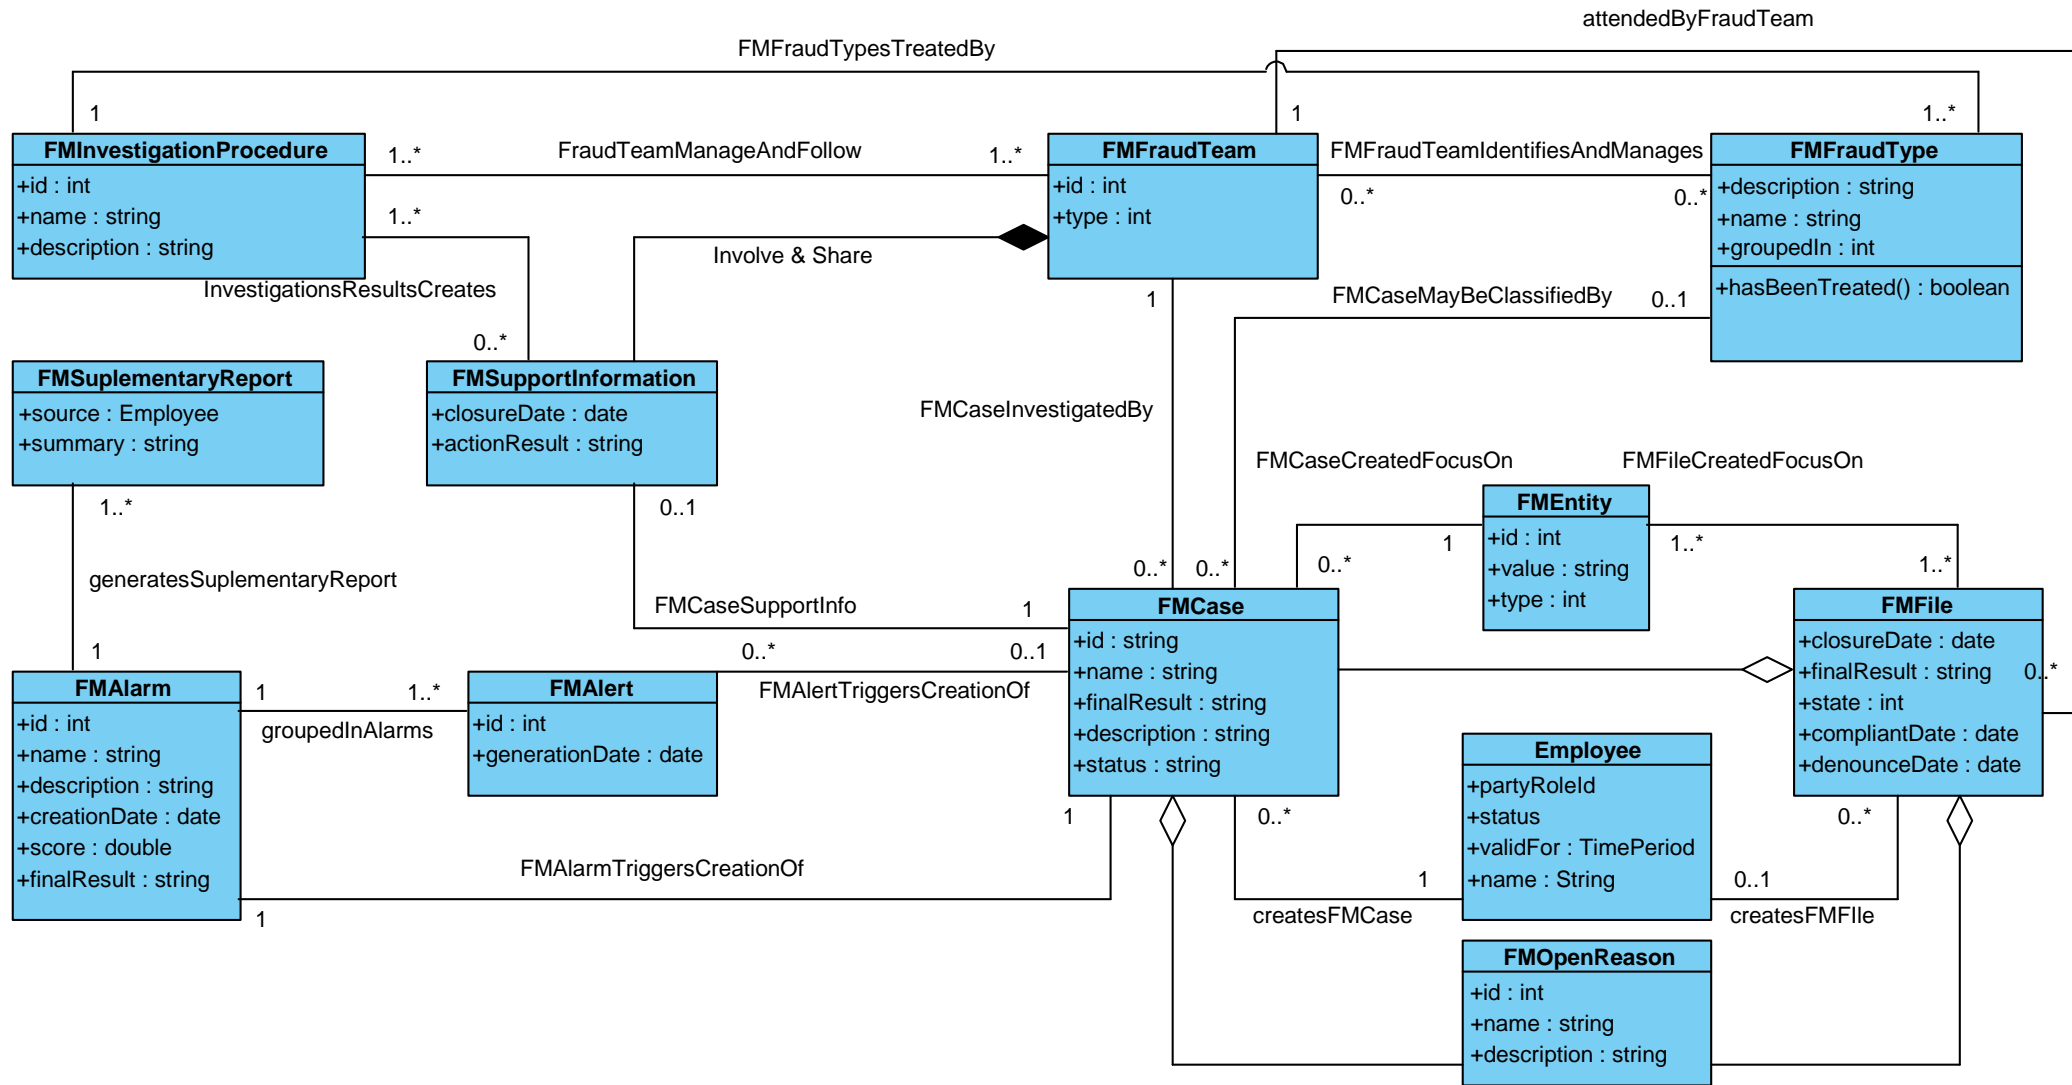 attendedByFraudTeam
FMFraudTypesTreatedBy
1
1
1..*
FMInvestigationProcedure
+id : int
+name : string
+description : string
1..*
FraudTeamManageAndFollow
1..*
FMFraudTeam
+id : int
+type : int
FMFraudTeamIdentifiesAndManages
0..*
0..*
FMFraudType
+description : string
+name : string
+groupedIn : int
+hasBeenTreated() : boolean
1..*
Involve & Share
InvestigationsResultsCreates
0..*
1
FMCaseMayBeClassifiedBy
0..1
FMSuplementaryReport
+source : Employee
+summary : string
FMSupportInformation
+closureDate : date
+actionResult : string
FMCaseInvestigatedBy
FMCaseCreatedFocusOn
FMFileCreatedFocusOn
1..*
0..1
FMEntity
+id : int
+value : string
+type : int
0..*
0..*
0..*
1
1..*
1..*
generatesSuplementaryReport
FMCaseSupportInfo
1
FMCase
+id : string
+name : string
+finalResult : string
+description : string
+status : string
FMFile
+closureDate : date
+finalResult : string
+state : int
+compliantDate : date
+denounceDate : date
0..*
1
0..*
0..1
FMAlarm
+id : int
+name : string
+description : string
+creationDate : date
+score : double
+finalResult : string
1
1..*
groupedInAlarms
FMAlert
+id : int
+generationDate : date
FMAlertTriggersCreationOf
Employee
+partyRoleId
+status
+validFor : TimePeriod
+name : String
1
0..*
0..*
FMAlarmTriggersCreationOf
1
1
0..1
createsFMCase
createsFMFIle
FMOpenReason
+id : int
+name : string
+description : string